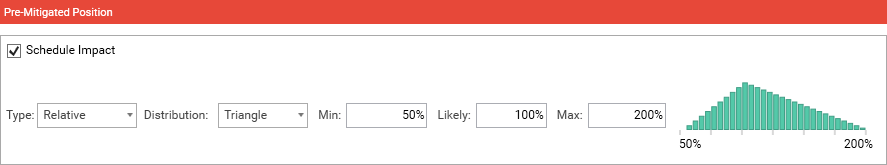 Pre-Mitigated Position
Schedule Impact
Type: Relative Distribution: Triangle Min: 50% Likely: 100% Max: 200%
50% 200%